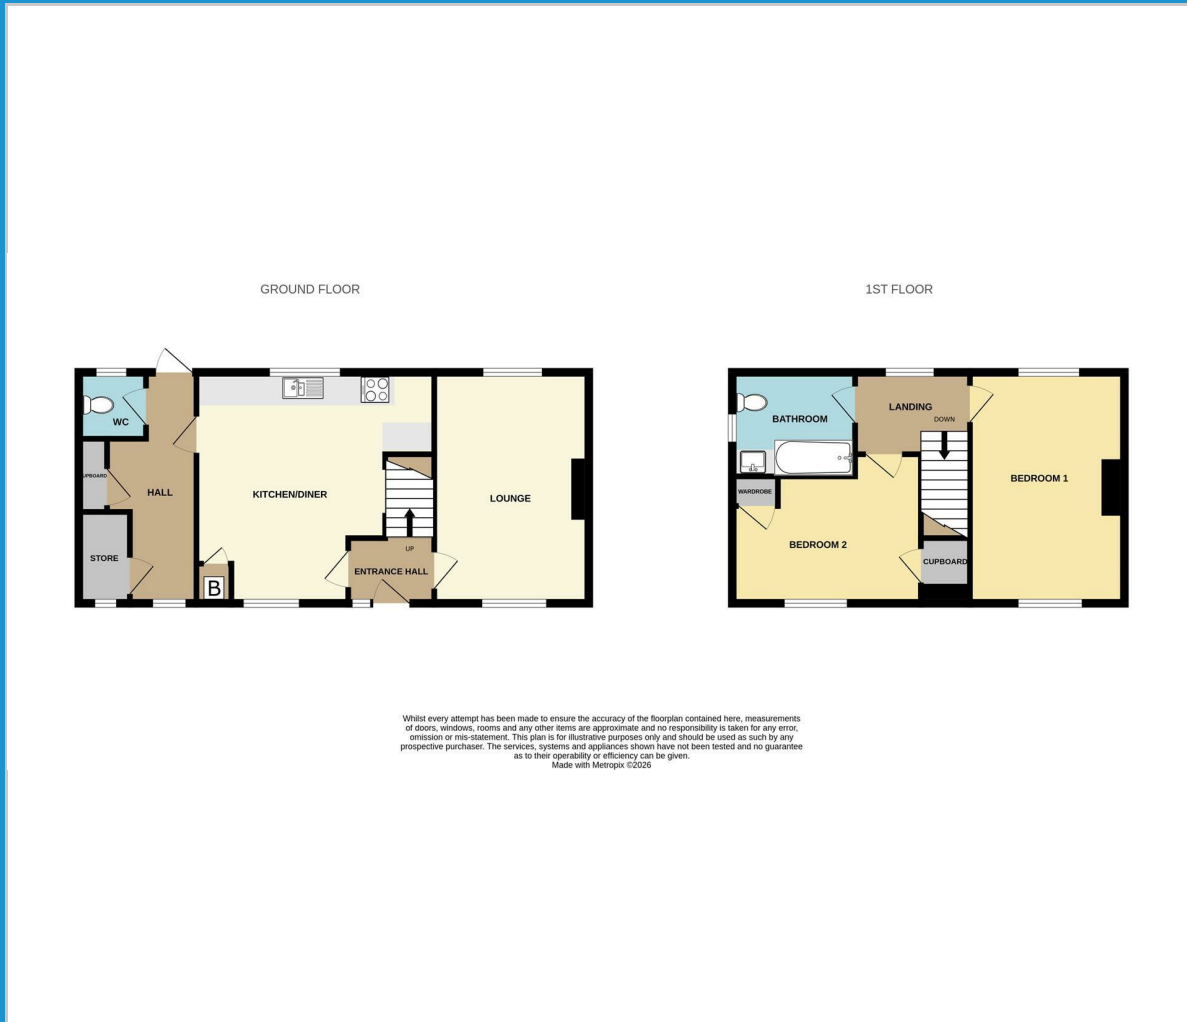 GROUND FLOOR
1ST FLOOR
WC
UPBOARD
HALL
STORE
KITCHEN/DINER
B
UP
ENTRANCE HALL
LOUNGE
BATHROOM
LANDING
DOWN
WARDROBE
BEDROOM 1
BEDROOM 2
CUPBOARD
Whilst every attempt has been made to ensure the accuracy of the floorplan contained here, measurements
of doors, windows, rooms and any other items are approximate and no responsibility is taken for any error,
omission or mis-statement. This plan is for illustrative purposes only and should be used as such by any
prospective purchaser. The services, systems and appliances shown have not been tested and no guarantee
as to their operability or efficiency can be given.
Made with Metropix ©2026